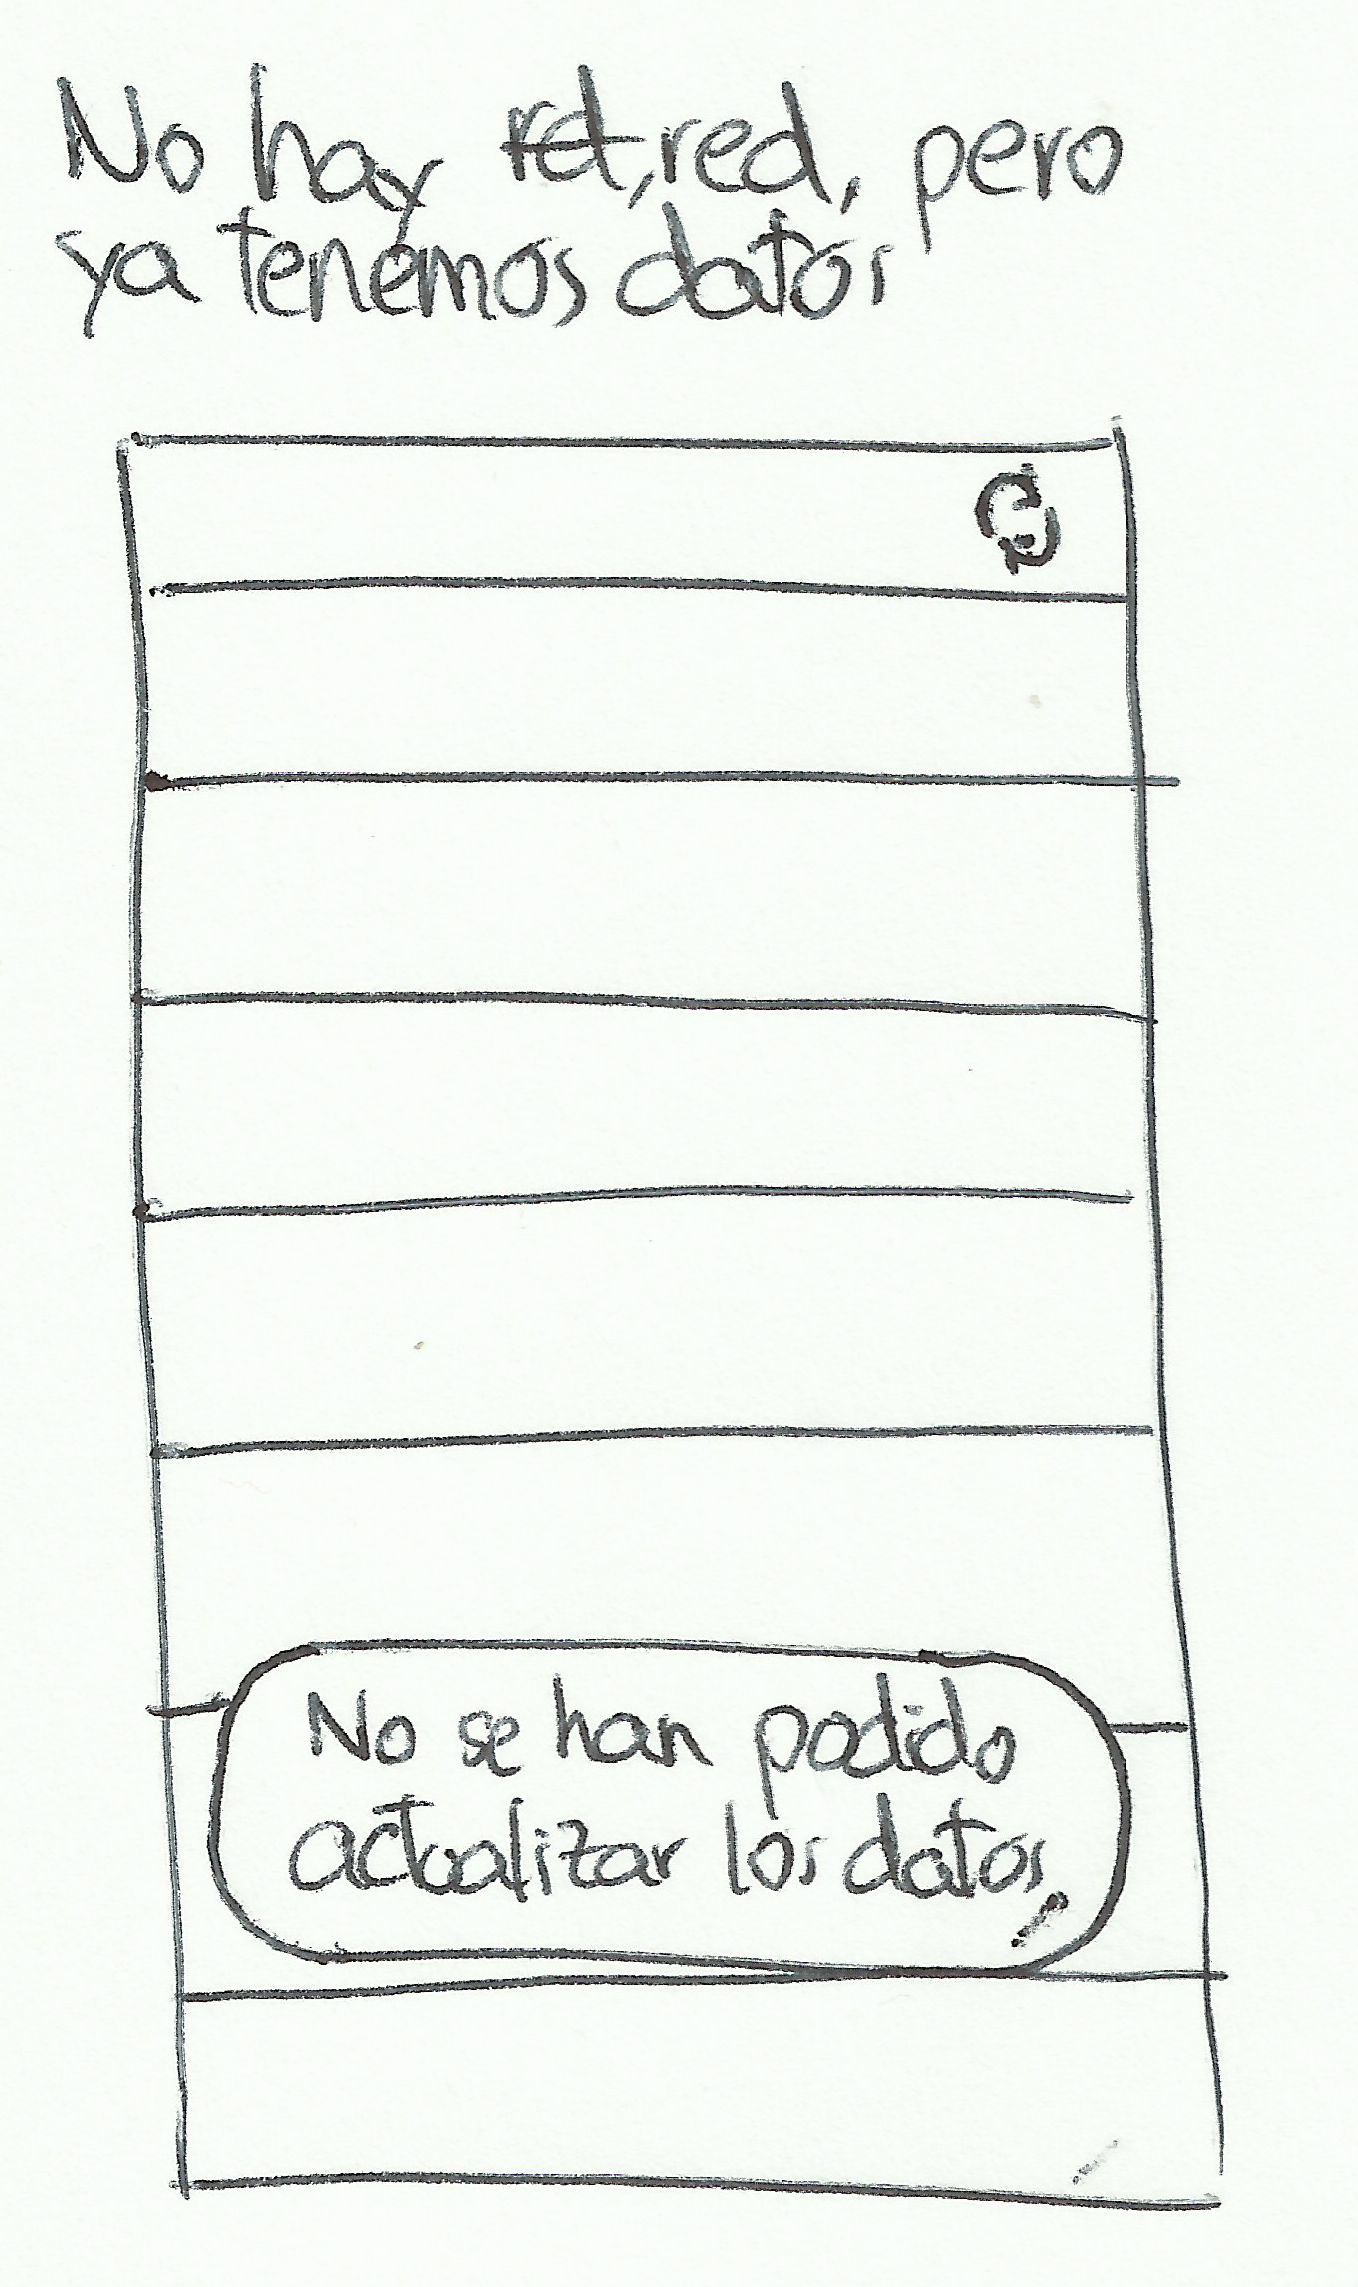 No hay ret, red, pero
ya tenemos datos
No se han podido
actualizar los datos